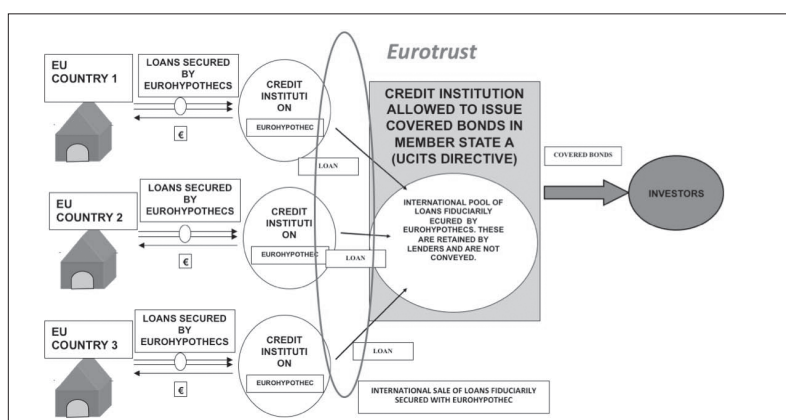 Eurotrust
EU
COUNTRY 1
LOANS SECURED
BY
EUROHYPOTHECS
€
CREDIT
INSTITUTI
ON
EUROHYPOTHEC
LOAN
CREDIT INSTITUTION
ALLOWED TO ISSUE
COVERED BONDS IN
MEMBER STATE A
(UCITS DIRECTIVE)
COVERED BONDS
INVESTORS
EU
COUNTRY 2
LOANS SECURED
BY
EUROHYPOTHECS
€
CREDIT
INSTITUTI
ON
EUROHYPOTHEC
LOAN
INTERNATIONAL POOL OF
LOANS FIDUCIARILY
ECURED BY
EUROHYPOTHECS. THESE
ARE RETAINED BY
LENDERS AND ARE NOT
CONVEYED.
EU
COUNTRY 3
LOANS SECURED
BY
EUROHYPOTHECS
€
CREDIT
INSTITUTI
ON
EUROHYPOTHEC
LOAN
INTERNATIONAL SALE OF LOANS FIDUCIARILY
SECURED WITH EUROHYPOTHEC